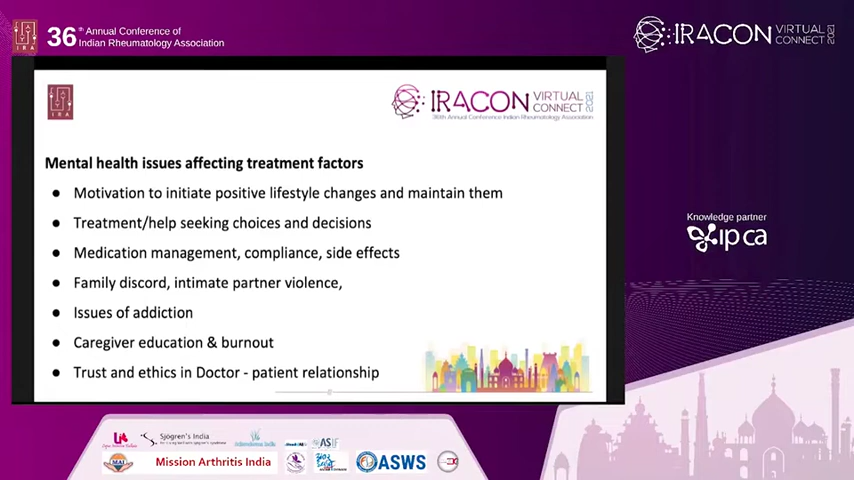 36th Annual Conference of
Indian Rheumatology Association
IRA
IRACON VIRTUAL CONNECT 2021
IRA
IRACON VIRTUAL CONNECT 2021
36th Annual Conference Indian Rheumatology Association
Mental health issues affecting treatment factors
● Motivation to initiate positive lifestyle changes and maintain them
● Treatment/help seeking choices and decisions
● Medication management, compliance, side effects
● Family discord, intimate partner violence,
● Issues of addiction
● Caregiver education & burnout
● Trust and ethics in Doctor - patient relationship
Knowledge partner
ipca
Sjögren's India
ASIF
MAI
Mission Arthritis India
ASWS